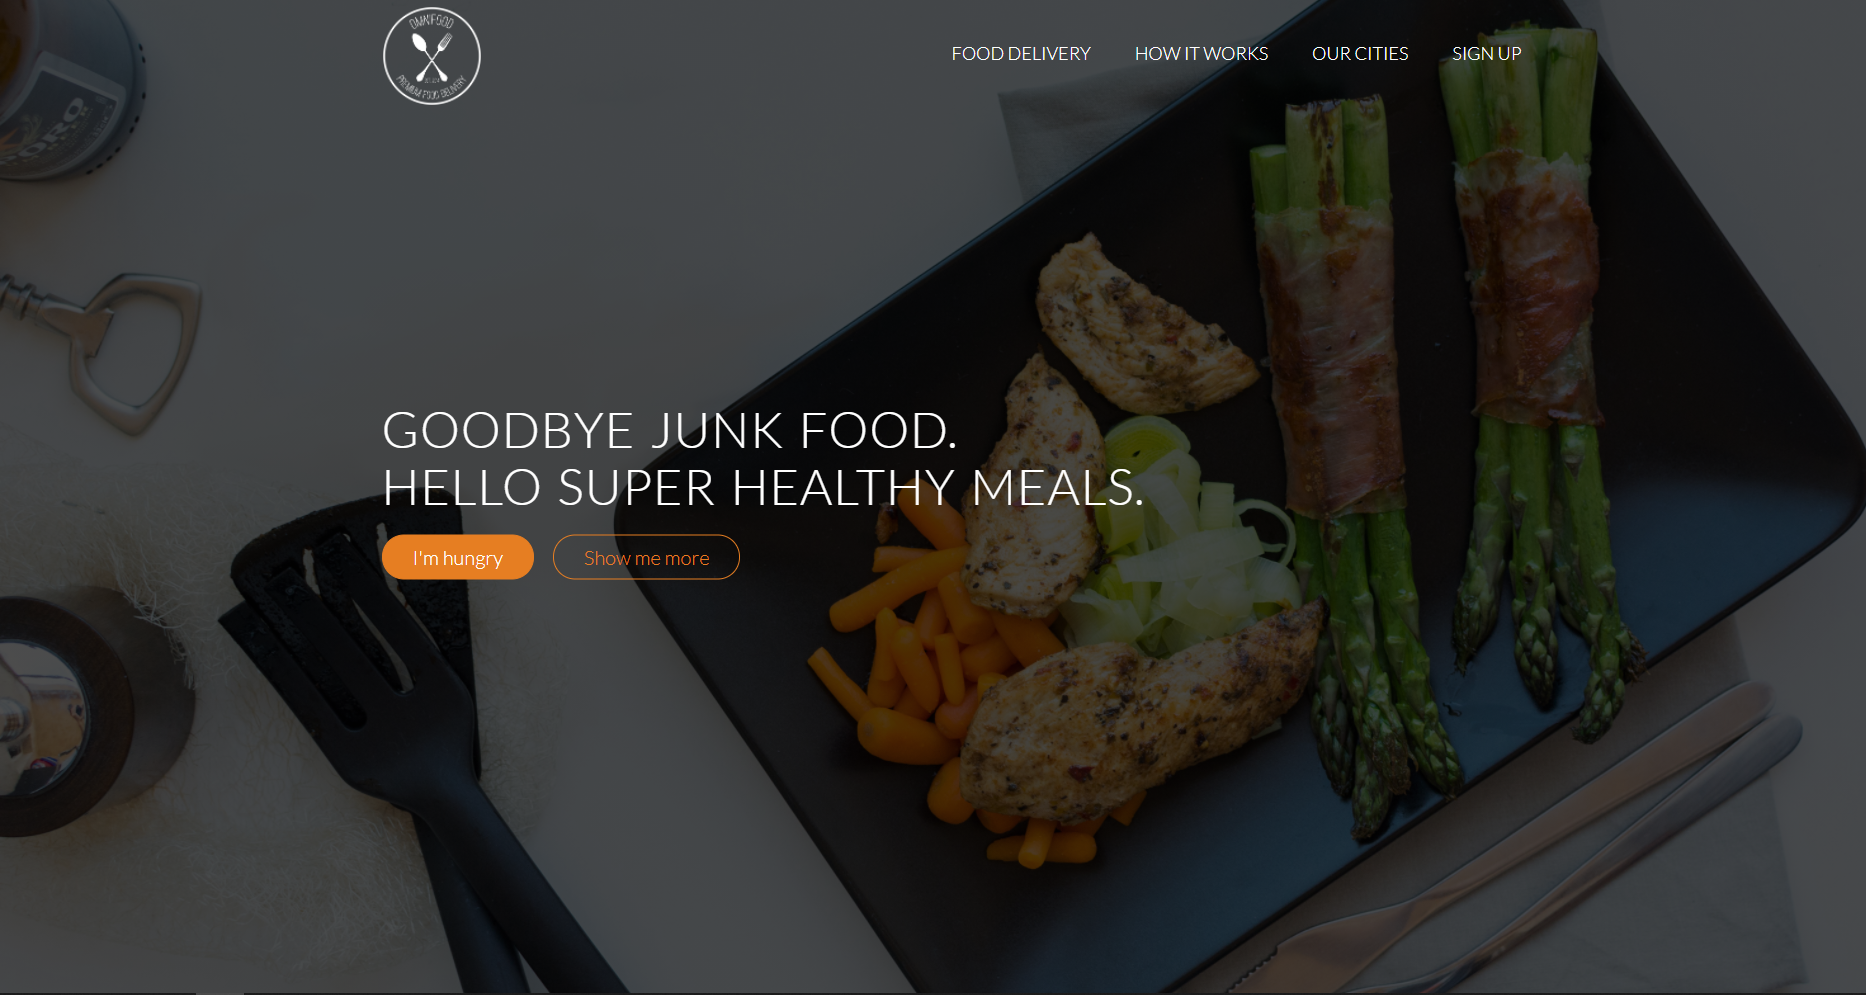 OMNIFOOD
PREMIUM FOOD DELIVERY
FOOD DELIVERY
HOW IT WORKS
OUR CITIES
SIGN UP
GOODBYE JUNK FOOD.
HELLO SUPER HEALTHY MEALS.
I'm hungry
Show me more